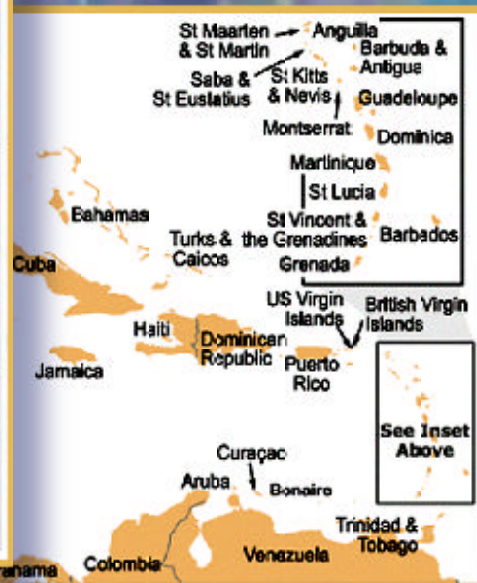 St Maarten
& St Martin
Anguilla
Barbuda &
Antigua
Saba &
St Eustatius
St Kitts
& Nevis
Guadeloupe
Montserrat
Dominica
Martinique
St Lucia
Bahamas
St Vincent &
the Grenadines
Barbados
Turks &
Caicos
Cuba
Grenada
US Virgin
Islands
British Virgin
Islands
Haiti
Dominican
Republic
Puerto
Rico
Jamaica
See Inset
Above
Curaçao
Aruba
Bonaire
Trinidad &
Tobago
anama
Colombia
Venezuela